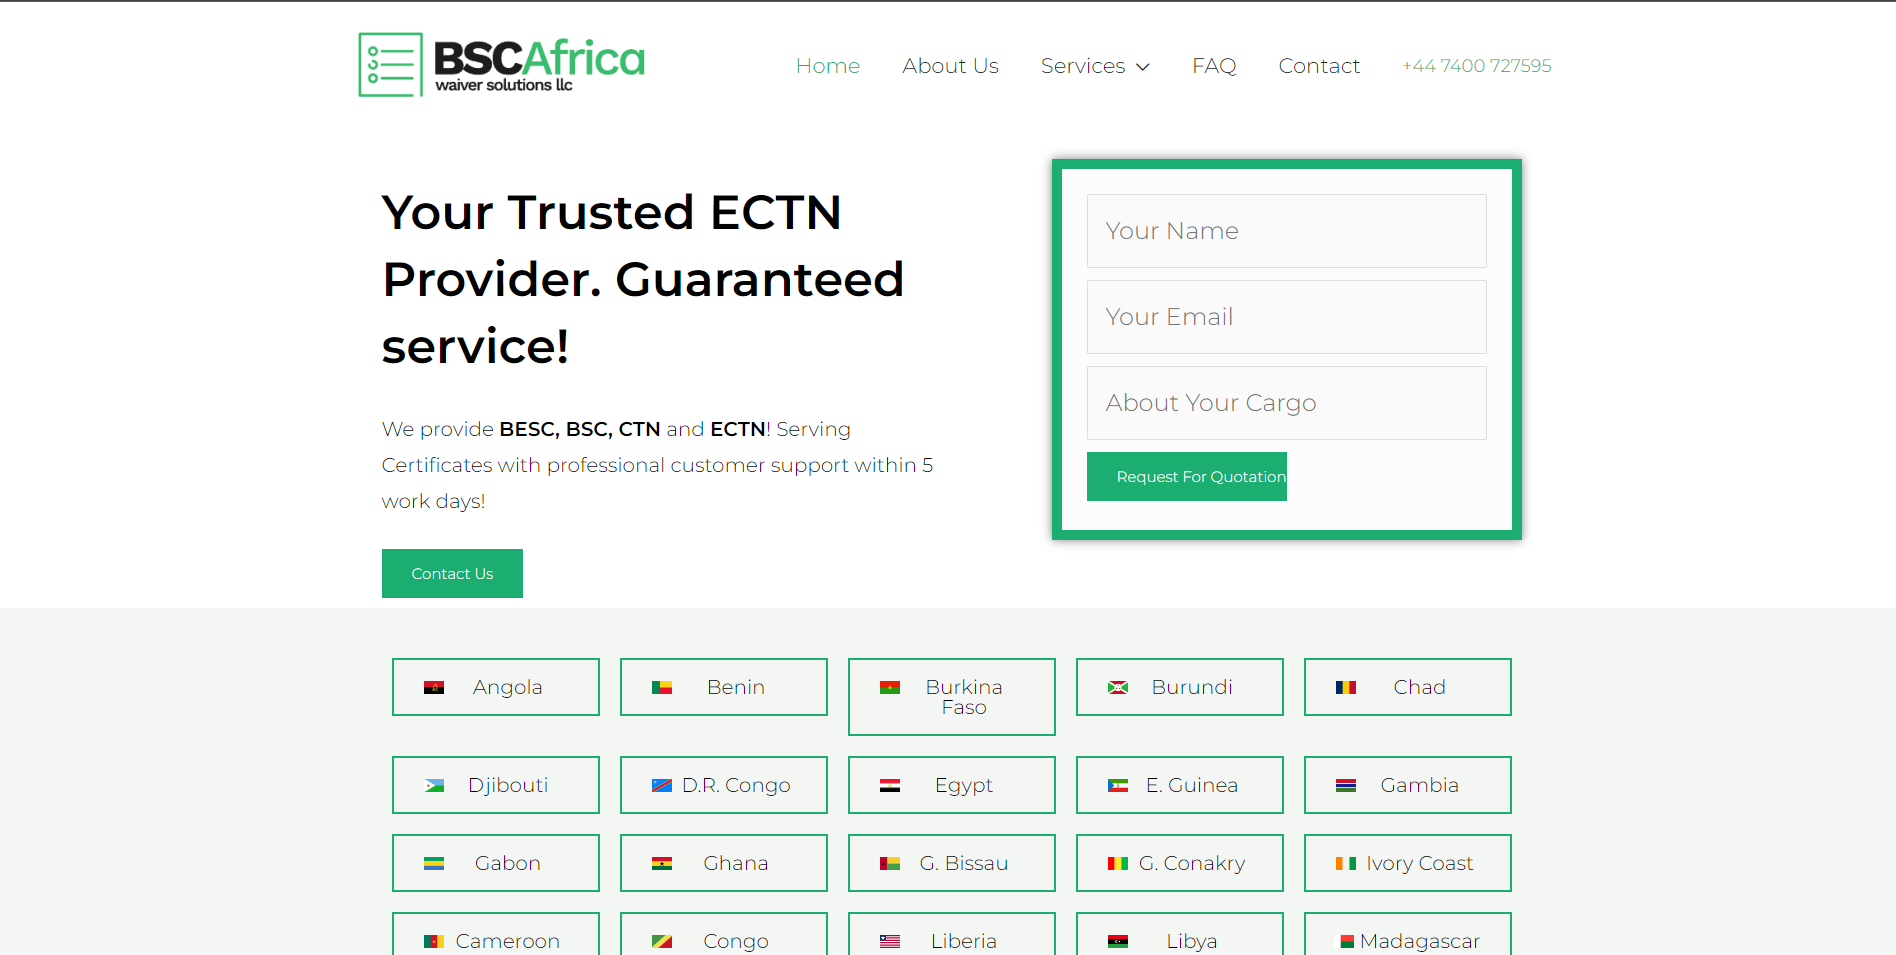 BSCAfrica
waiver solutions llc
Home
About Us
Services
FAQ
Contact
+44 7400 727595
Your Trusted ECTN
Provider. Guaranteed
service!
We provide BESC, BSC, CTN and ECTN! Serving
Certificates with professional customer support within 5
work days!
Contact Us
Your Name
Your Email
About Your Cargo
Request For Quotation
Angola
Benin
Burkina
Faso
Burundi
Chad
Djibouti
D.R. Congo
Egypt
E. Guinea
Gambia
Gabon
Ghana
G. Bissau
G. Conakry
Ivory Coast
Cameroon
Congo
Liberia
Libya
Madagascar